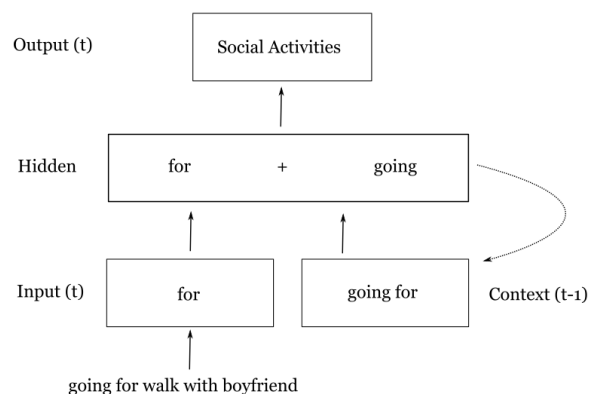 Output (t)
Social Activities
Hidden
for + going
Input (t)
for
going for
Context (t-1)
going for walk with boyfriend